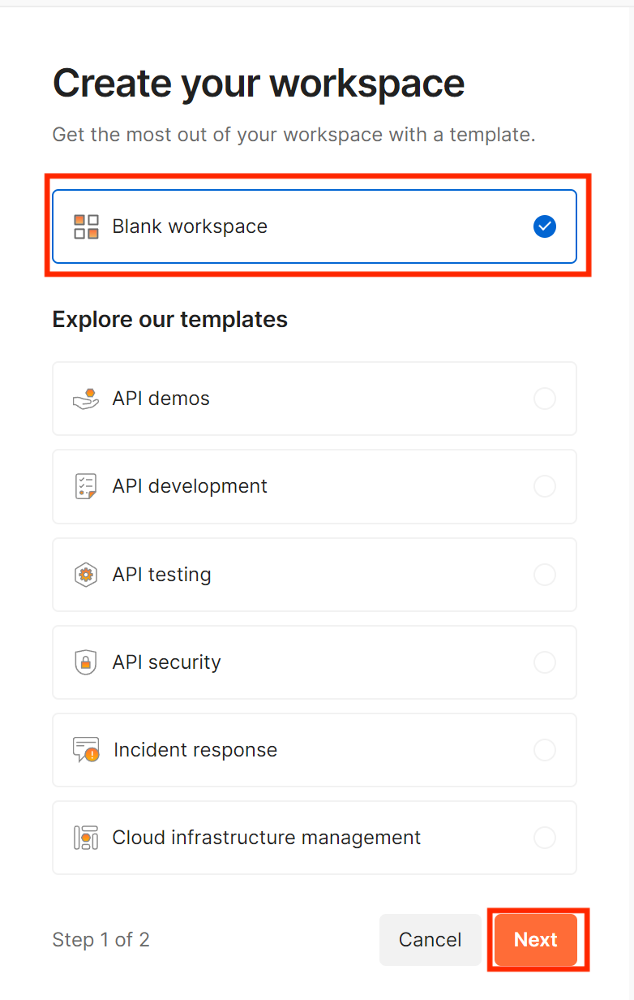 Create your workspace
Get the most out of your workspace with a template.
Blank workspace
Explore our templates
API demos
API development
API testing
API security
Incident response
Cloud infrastructure management
Step 1 of 2
Cancel
Next